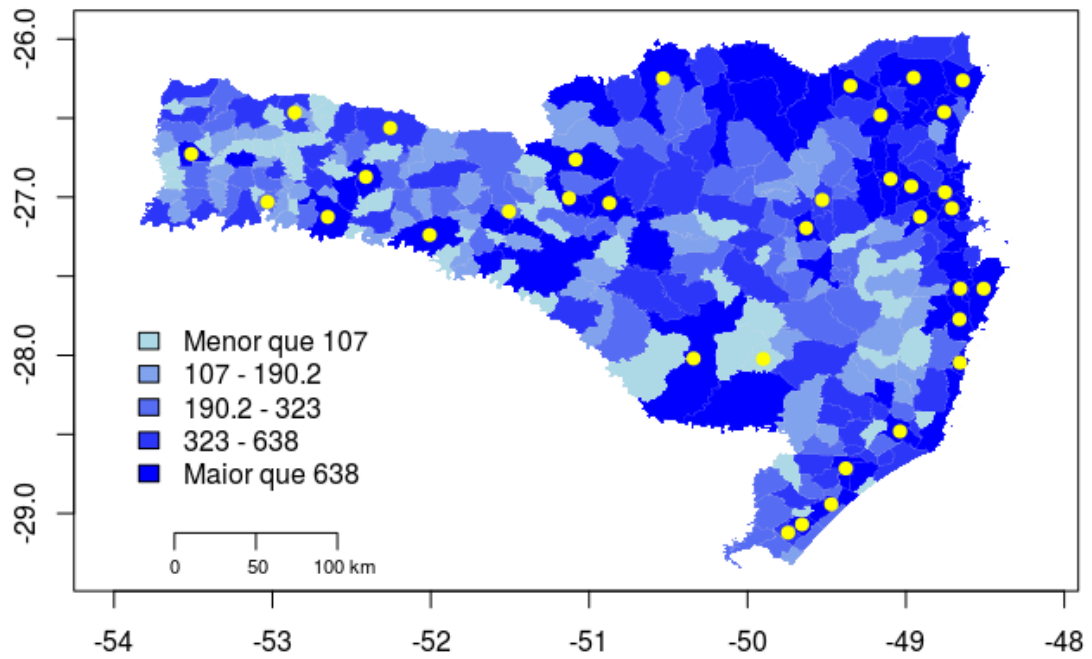 -26.0
-27.0
-28.0
-29.0
Menor que 107
107 - 190.2
190.2 - 323
323 - 638
Maior que 638
0 50 100 km
-54 -53 -52 -51 -50 -49 -48